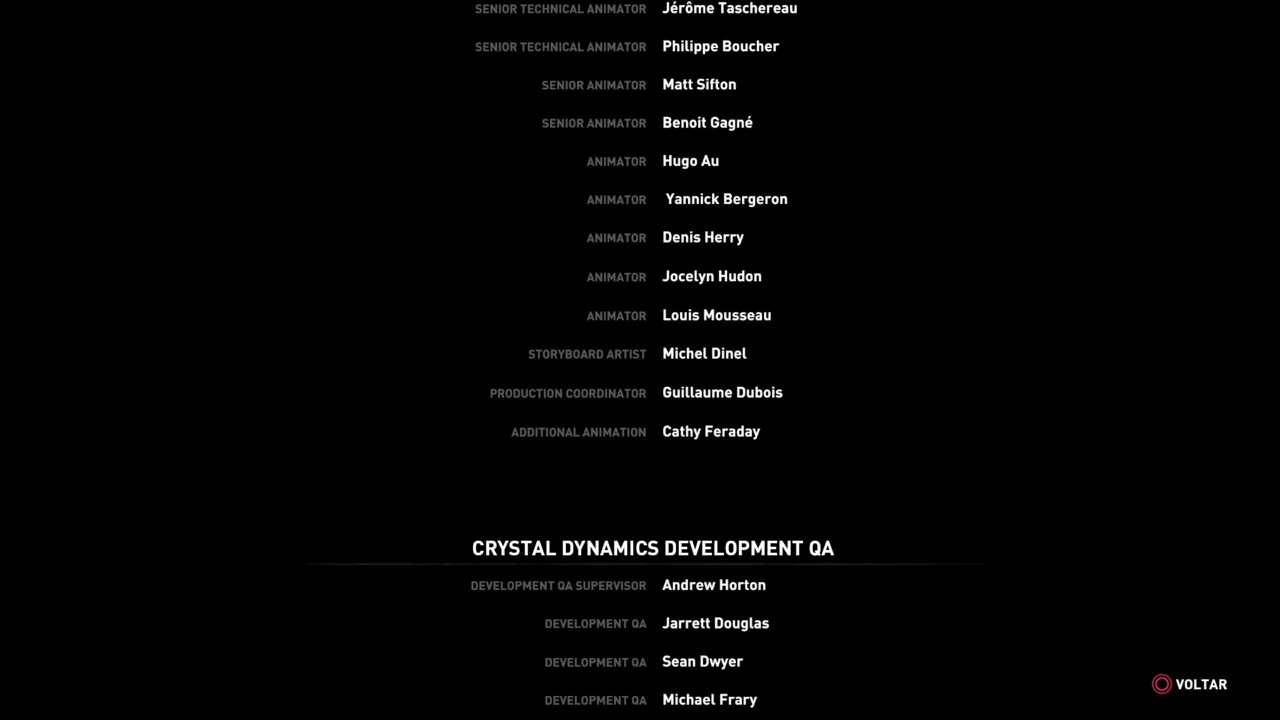 SENIOR TECHNICAL ANIMATOR Jérôme Taschereau
SENIOR TECHNICAL ANIMATOR Philippe Boucher
SENIOR ANIMATOR Matt Sifton
SENIOR ANIMATOR Benoit Gagné
ANIMATOR Hugo Au
ANIMATOR Yannick Bergeron
ANIMATOR Denis Herry
ANIMATOR Jocelyn Hudon
ANIMATOR Louis Mousseau
STORYBOARD ARTIST Michel Dinel
PRODUCTION COORDINATOR Guillaume Dubois
ADDITIONAL ANIMATION Cathy Feraday
CRYSTAL DYNAMICS DEVELOPMENT QA
DEVELOPMENT QA SUPERVISOR Andrew Horton
DEVELOPMENT QA Jarrett Douglas
DEVELOPMENT QA Sean Dwyer
DEVELOPMENT QA Michael Frary
VOLTAR